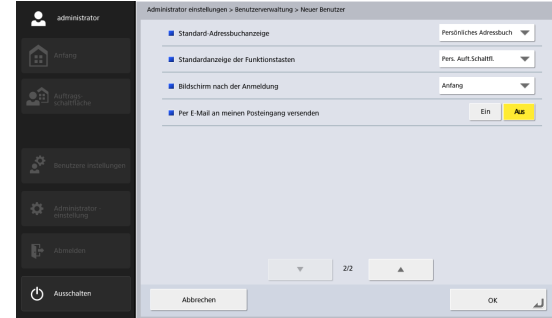 administrator
Administrator einstellungen > Benutzerverwaltung > Neuer Benutzer
Anfang
Auftrags-
schaltfläche
Benutzere instellungen
Administrator-
einstellung
Abmelden
Ausschalten
Standard-Adressbuchanzeige
Persönliches Adressbuch
Standardanzeige der Funktionstasten
Pers. Auft.Schaltfl.
Bildschirm nach der Anmeldung
Anfang
Per E-Mail an meinen Posteingang versenden
Ein
Aus
2/2
Abbrechen
OK